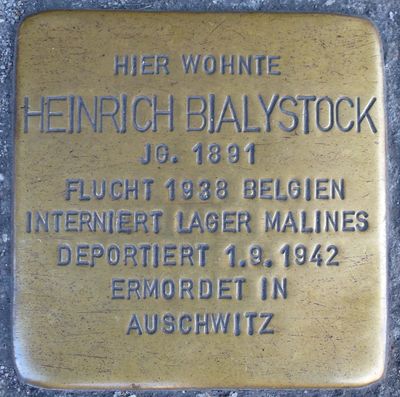 HIER WOHNTE
HEINRICH BIALYSTOCK
JG. 1891
FLUCHT 1938 BELGIEN
INTERNIERT LAGER MALINES
DEPORTIERT 1.9.1942
ERMORDET IN
AUSCHWITZ